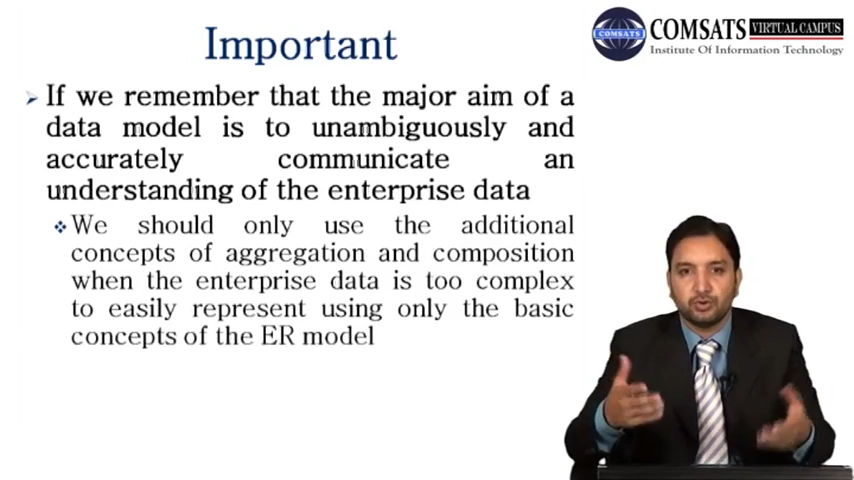 Important
COMSATS
COMSATS VIRTUAL CAMPUS
Institute Of Information Technology
If we remember that the major aim of a
data model is to unambiguously and
accurately communicate an
understanding of the enterprise data
We should only use the additional
concepts of aggregation and composition
when the enterprise data is too complex
to easily represent using only the basic
concepts of the ER model